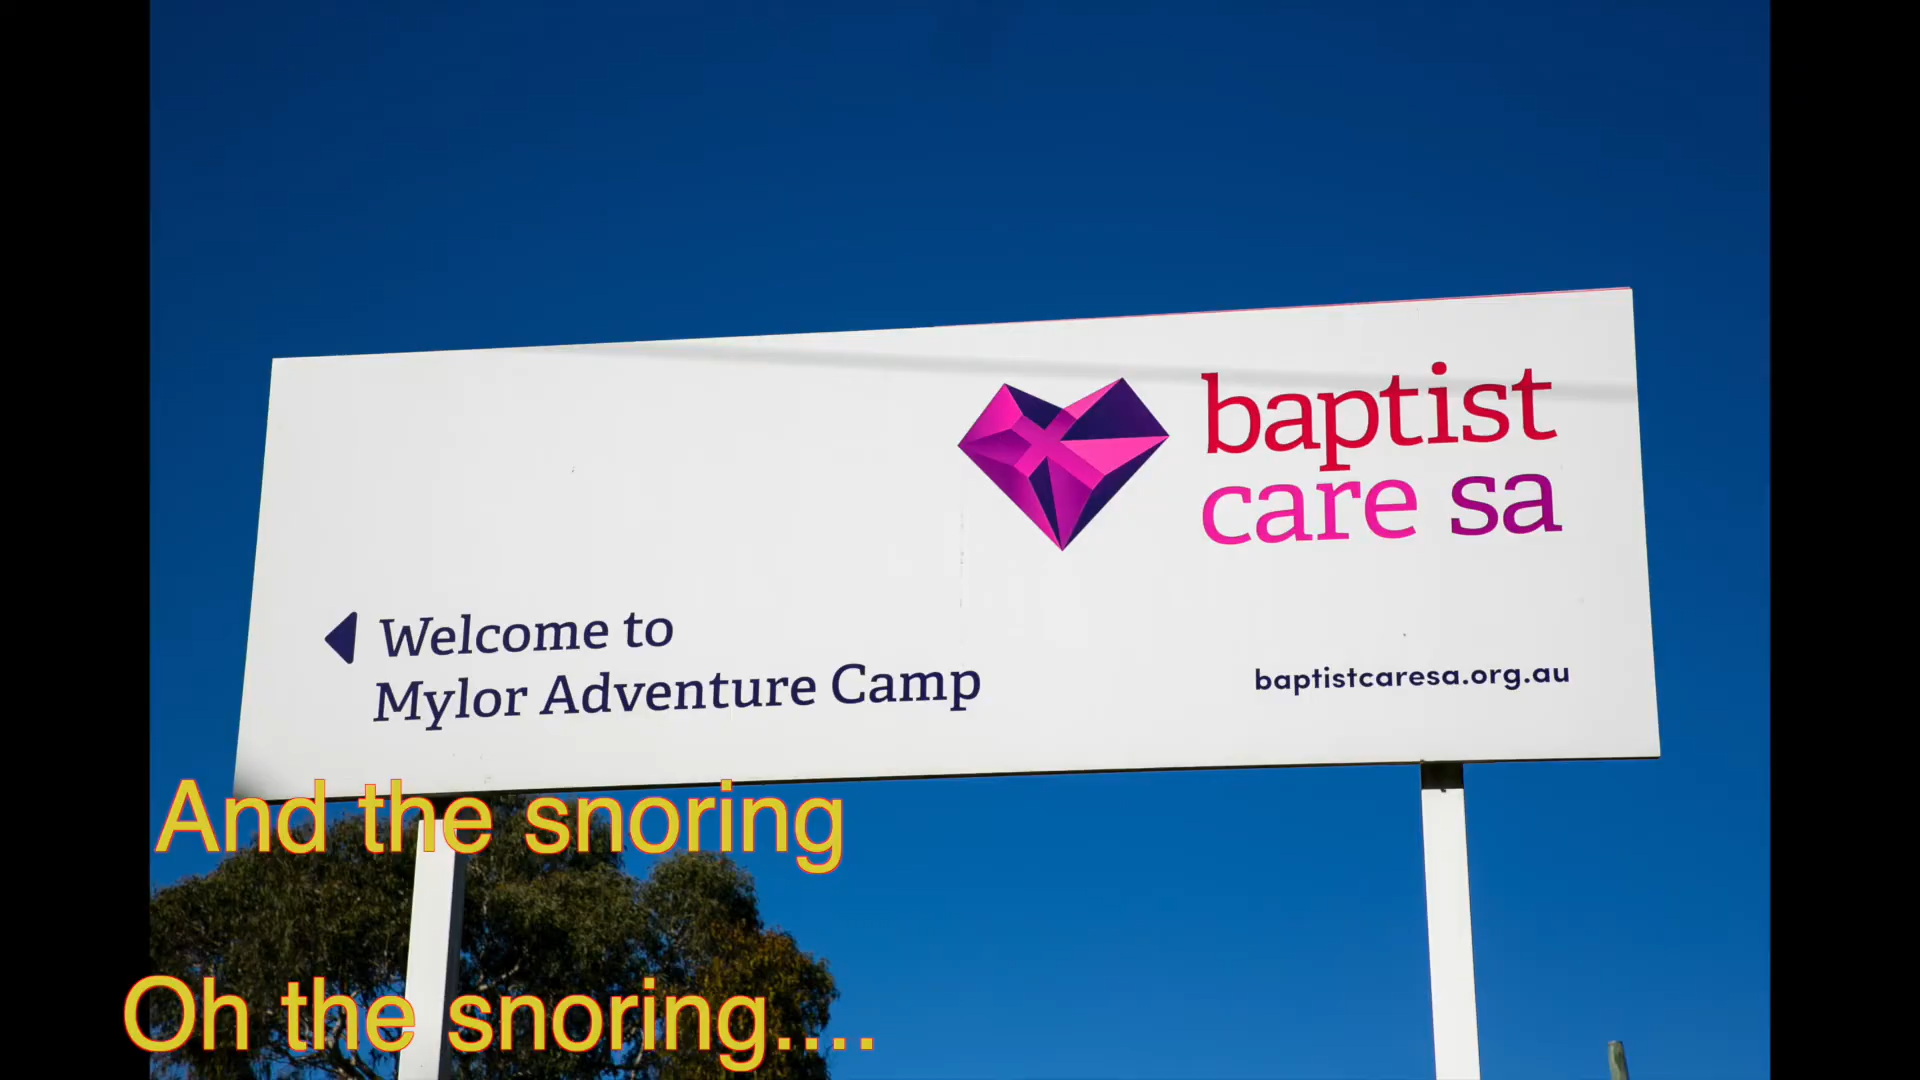 baptist
care sa
Welcome to
Mylor Adventure Camp
baptistcaresa.org.au
And the snoring
Oh the snoring....